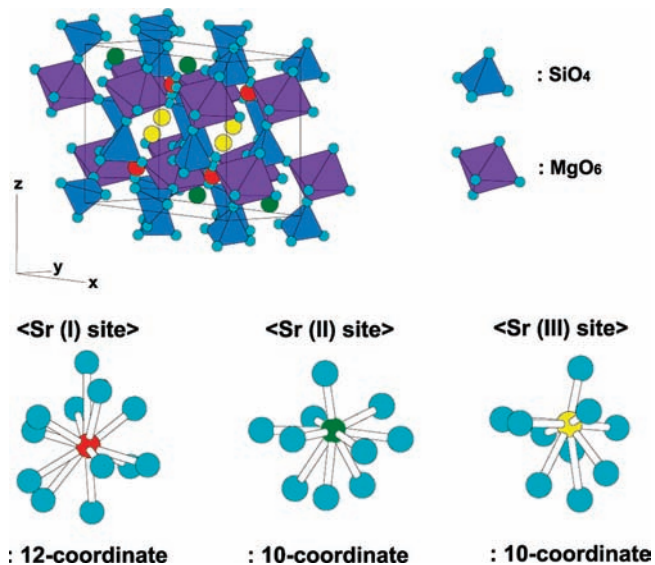 : SiO4
: MgO6
z
y
x
<Sr (I) site>
<Sr (II) site>
<Sr (III) site>
: 12-coordinate
: 10-coordinate
: 10-coordinate